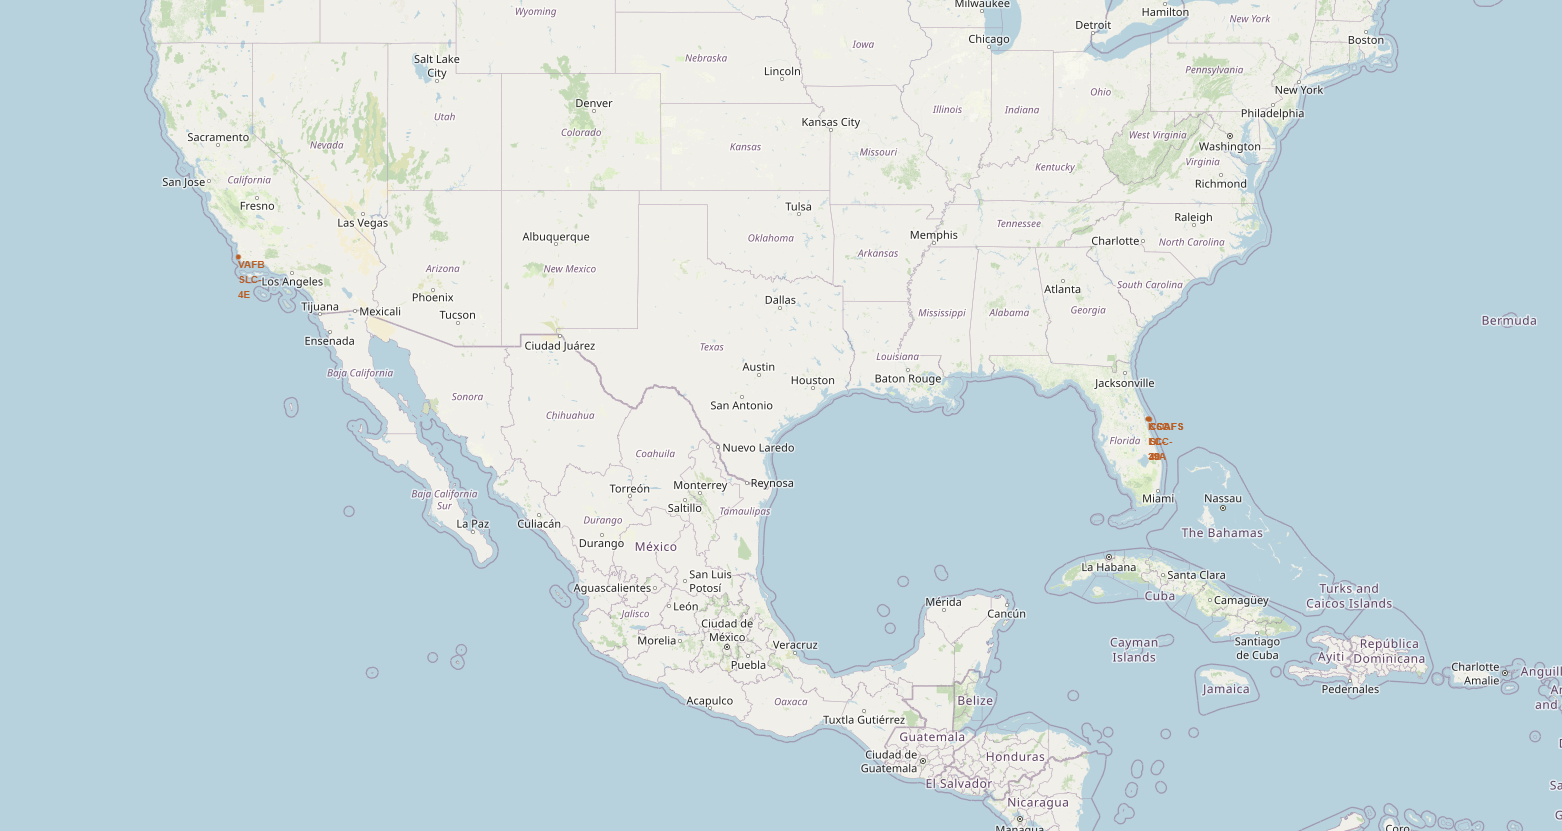 Wyoming
Milwaukee
Hamilton
New York
Detroit
Chicago
Iowa
Boston
Salt Lake
City
Nebraska
Lincoln
Pennsylvania
New York
Ohio
Denver
Illinois
Indiana
Philadelphia
Utah
Colorado
Kansas City
West Virginia
Washington
Sacramento
Nevada
Kansas
Missouri
Kentucky
Virginia
San Jose
California
Richmond
Fresno
Las Vegas
Tulsa
Raleigh
Tennessee
Albuquerque
Oklahoma
Memphis
Charlotte
North Carolina
Arkansas
VAFB
SLC-
4E
Los Angeles
Arizona
New Mexico
Phoenix
Dallas
Atlanta
South Carolina
Tijuana
Mexicali
Tucson
Mississippi
Alabama
Georgia
Bermuda
Ensenada
Ciudad Juárez
Texas
Louisiana
Baja California
Austin
Houston
Baton Rouge
Jacksonville
Sonora
San Antonio
Chihuahua
Florida
Coahuila
Nuevo Laredo
Torreón
Monterrey
Reynosa
Baja California
Sur
Saltillo
Tamaulipas
Miami
Nassau
La Paz
Culiacán
Durango
Durango
México
The Bahamas
La Habana
Santa Clara
San Luis
Potosí
Aguascalientes
Cuba
Camagüey
Turks and
Caicos Islands
León
Jalisco
Mérida
Cancún
Ciudad de
México
Morelia
Veracruz
Cayman
Islands
Santiago
de Cuba
Ayiti
República
Dominicana
Puebla
Charlotte
Amalie
Jamaica
Pedernales
Acapulco
Oaxaca
Belize
Tuxtla Gutiérrez
Guatemala
Ciudad de
Guatemala
Honduras
El Salvador
Nicaragua